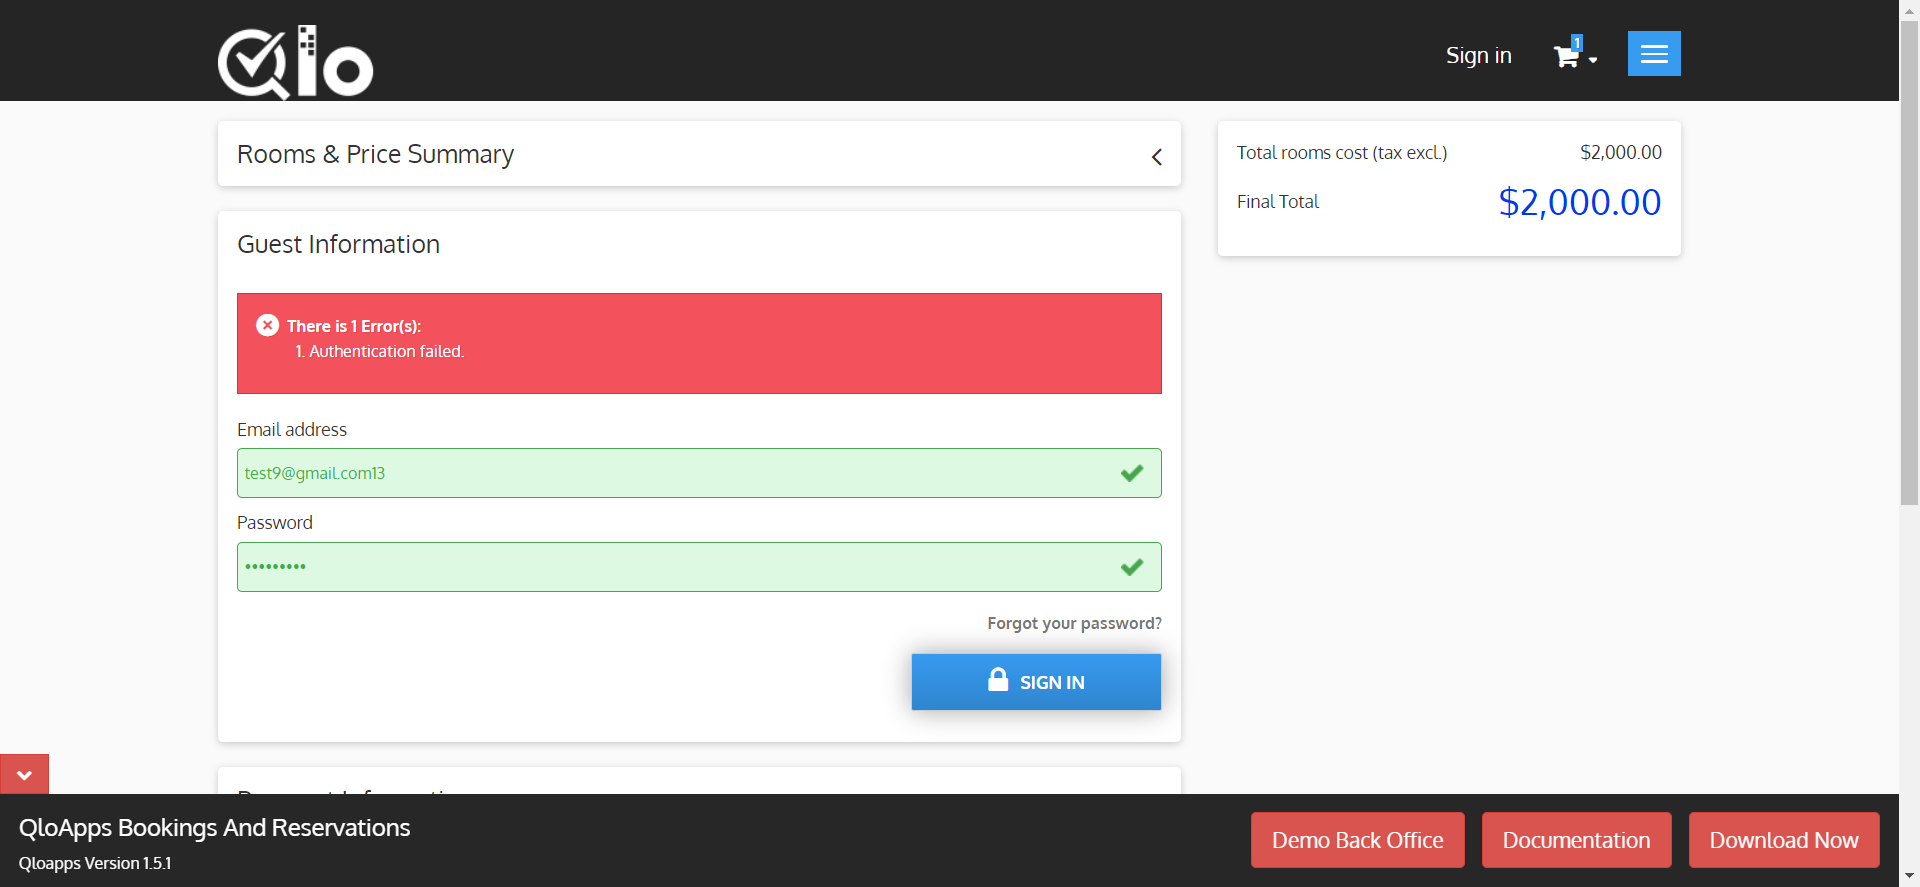 Qlo
Sign in
1
Rooms & Price Summary
Total rooms cost (tax excl.) $2,000.00
Final Total $2,000.00
Guest Information
There is 1 Error(s):
1. Authentication failed.
Email address
test9@gmail.com13
Password
•••••••••
Forgot your password?
SIGN IN
QloApps Bookings And Reservations
Qloapps Version 1.5.1
Demo Back Office
Documentation
Download Now